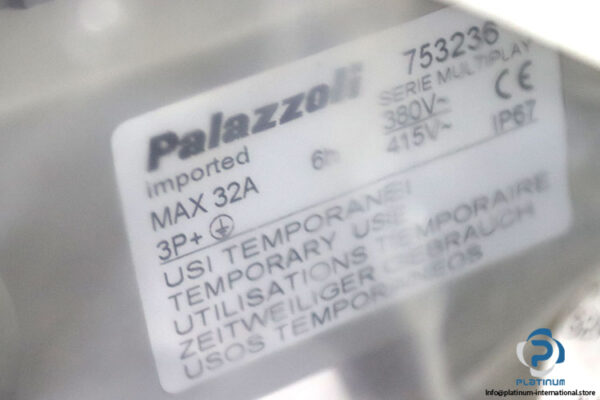 Palazzoli 753236
imported SERIE MULTIPLAY
MAX 32A 6h 380V~ CE
415V~ IP67
3P+
USI TEMPORANEI
TEMPORARY USE
UTILISATIONS TEMPORAIRE
ZEITWEILIGER GEBRAUCH
USOS TEMPORANEOS
PLATINUM
Info@platinum-international.store